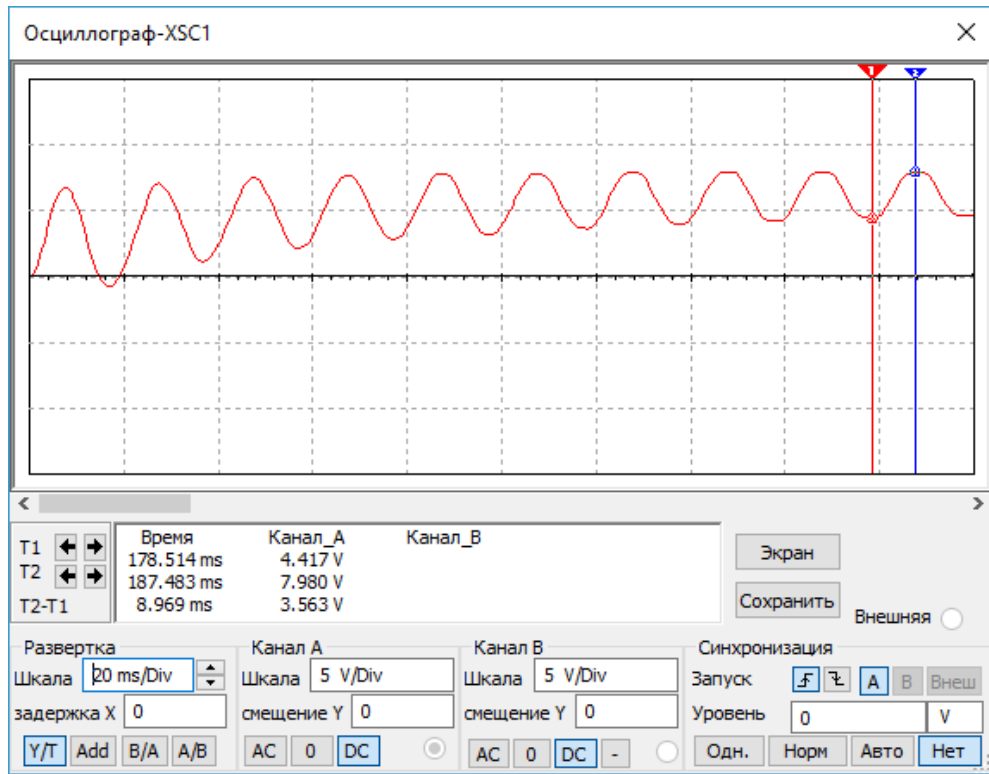 Осциллограф-XSC1
1 2
Время Канал_A Канал_B
T1 178.514 ms 4.417 V
T2 187.483 ms 7.980 V
T2-T1 8.969 ms 3.563 V
Экран
Сохранить
Внешняя
Развертка
Шкала 20 ms/Div
задержка X 0
Y/T Add B/A A/B
Канал A
Шкала 5 V/Div
смещение Y 0
AC 0 DC
Канал B
Шкала 5 V/Div
смещение Y 0
AC 0 DC -
Синхронизация
Запуск A B Внеш
Уровень 0 V
Одн. Норм Авто Нет